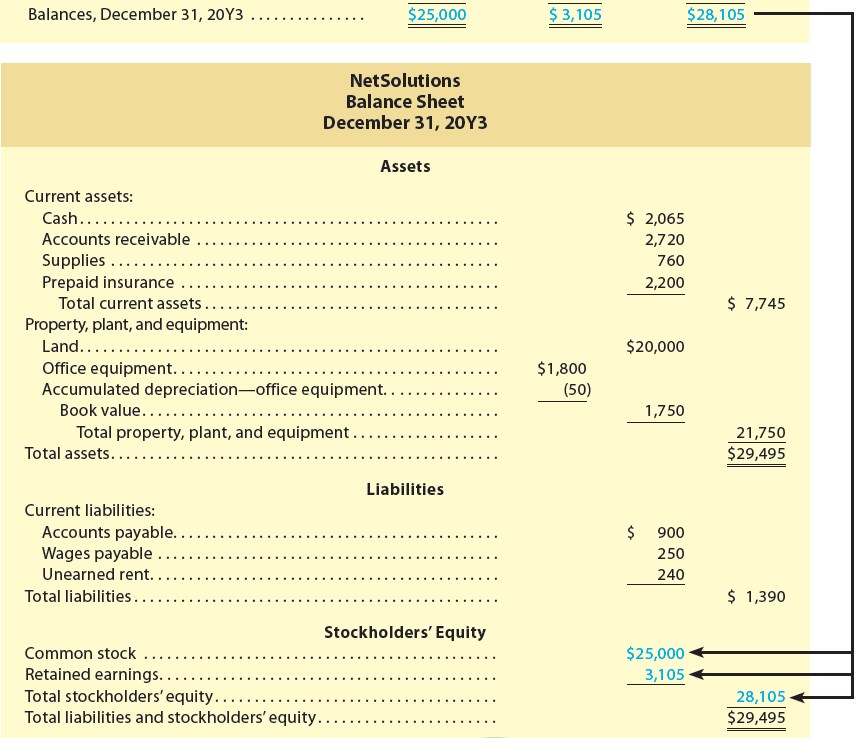 Balances, December 31, 20Y3 ............... $25,000 $ 3,105 $28,105
NetSolutions
Balance Sheet
December 31, 20Y3
Assets
Current assets:
Cash.................................................... $ 2,065
Accounts receivable ...................................... 2,720
Supplies ................................................. 760
Prepaid insurance ........................................ 2,200
Total current assets...................................... $ 7,745
Property, plant, and equipment:
Land.................................................... $20,000
Office equipment.......................................... $1,800
Accumulated depreciation—office equipment............... (50)
Book value............................................... 1,750
Total property, plant, and equipment................... 21,750
Total assets............................................. $29,495
Liabilities
Current liabilities:
Accounts payable.......................................... $ 900
Wages payable ........................................... 250
Unearned rent............................................ 240
Total liabilities......................................... $ 1,390
Stockholders' Equity
Common stock ............................................ $25,000
Retained earnings......................................... 3,105
Total stockholders' equity................................ 28,105
Total liabilities and stockholders' equity....................... $29,495